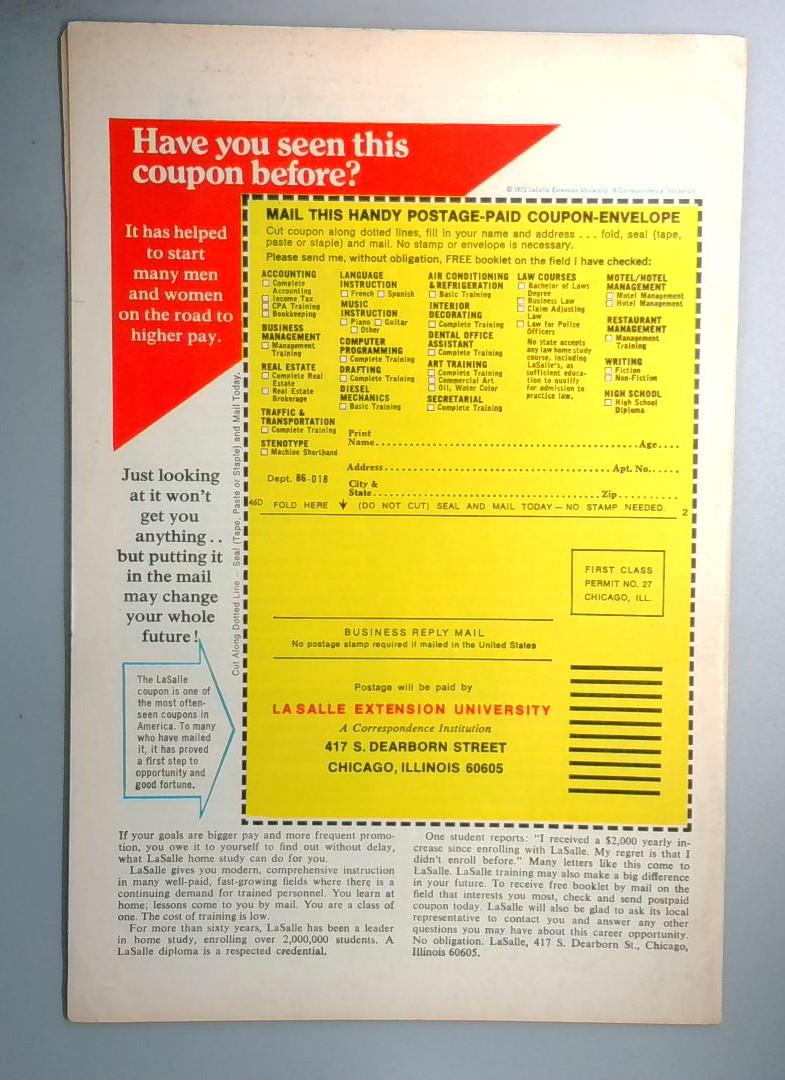 Have you seen this
coupon before?
© 1972 LaSalle Extension University A Correspondence Institution
It has helped
to start
many men
and women
on the road to
higher pay.
Just looking
at it won't
get you
anything . .
but putting it
in the mail
may change
your whole
future!
The LaSalle
coupon is one of
the most often-
seen coupons in
America. To many
who have mailed
it, it has proved
a first step to
opportunity and
good fortune.
Cut Along Dotted Line — Seal (Tape, Paste or Staple) and Mail Today.
MAIL THIS HANDY POSTAGE-PAID COUPON-ENVELOPE
Cut coupon along dotted lines, fill in your name and address . . . fold, seal (tape,
paste or staple) and mail. No stamp or envelope is necessary.
Please send me, without obligation, FREE booklet on the field I have checked:
ACCOUNTING
Complete
Accounting
Income Tax
CPA Training
Bookkeeping
BUSINESS
MANAGEMENT
Management
Training
REAL ESTATE
Complete Real
Estate
Real Estate
Brokerage
TRAFFIC &
TRANSPORTATION
Complete Training
STENOTYPE
Machine Shorthand
LANGUAGE
INSTRUCTION
French Spanish
MUSIC
INSTRUCTION
Piano Guitar
Other
COMPUTER
PROGRAMMING
Complete Training
DRAFTING
Complete Training
DIESEL
MECHANICS
Basic Training
AIR CONDITIONING
& REFRIGERATION
Basic Training
INTERIOR
DECORATING
Complete Training
DENTAL OFFICE
ASSISTANT
Complete Training
ART TRAINING
Complete Training
Commercial Art
Oil, Water Color
SECRETARIAL
Complete Training
LAW COURSES
Bachelor of Laws
Degree
Business Law
Claim Adjusting
Law
Law for Police
Officers
No state accepts
any law home study
course, including
LaSalle's, as
sufficient educa-
tion to qualify
for admission to
practice law.
MOTEL/HOTEL
MANAGEMENT
Motel Management
Hotel Management
RESTAURANT
MANAGEMENT
Management
Training
WRITING
Fiction
Non-Fiction
HIGH SCHOOL
High School
Diploma
Print
Name Age
Address Apt. No.
Dept. 86-018
City &
State Zip
46D FOLD HERE (DO NOT CUT) SEAL AND MAIL TODAY — NO STAMP NEEDED. 2
FIRST CLASS
PERMIT NO. 27
CHICAGO, ILL.
BUSINESS REPLY MAIL
No postage stamp required if mailed in the United States
Postage will be paid by
LASALLE EXTENSION UNIVERSITY
A Correspondence Institution
417 S. DEARBORN STREET
CHICAGO, ILLINOIS 60605
If your goals are bigger pay and more frequent promo-
tion, you owe it to yourself to find out without delay,
what LaSalle home study can do for you.
LaSalle gives you modern, comprehensive instruction
in many well-paid, fast-growing fields where there is a
continuing demand for trained personnel. You learn at
home; lessons come to you by mail. You are a class of
one. The cost of training is low.
For more than sixty years, LaSalle has been a leader
in home study, enrolling over 2,000,000 students. A
LaSalle diploma is a respected credential.
One student reports: "I received a $2,000 yearly in-
crease since enrolling with LaSalle. My regret is that I
didn't enroll before." Many letters like this come to
LaSalle. LaSalle training may also make a big difference
in your future. To receive free booklet by mail on the
field that interests you most, check and send postpaid
coupon today. LaSalle will also be glad to ask its local
representative to contact you and answer any other
questions you may have about this career opportunity.
No obligation. LaSalle, 417 S. Dearborn St., Chicago,
Illinois 60605.